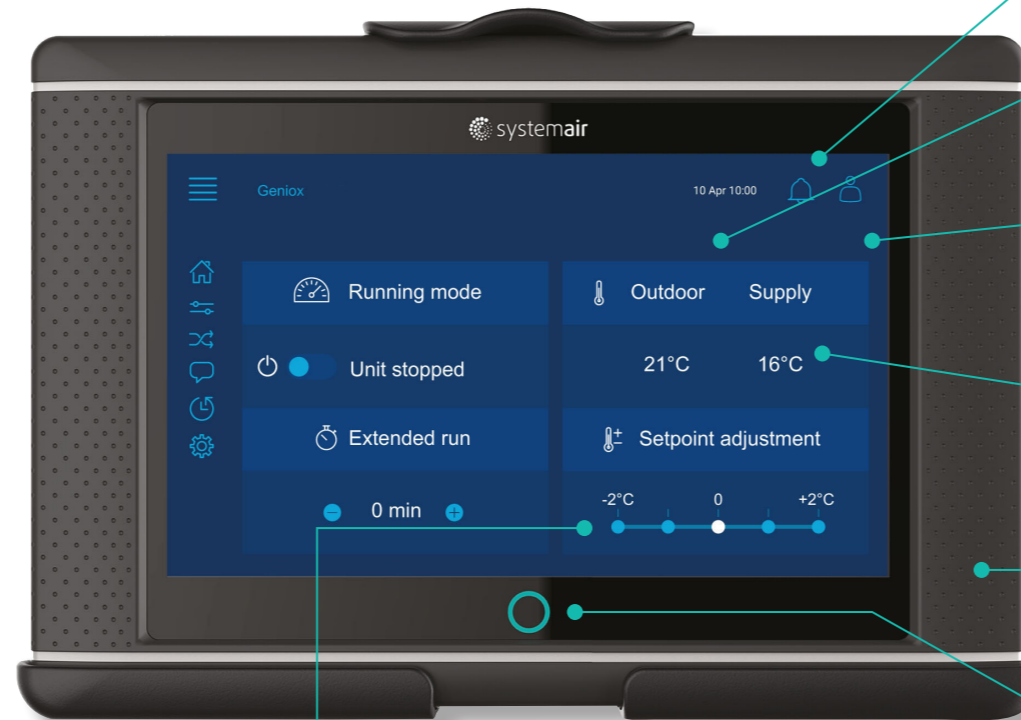 systemair
Geniox
10 Apr 10:00
Running mode
Outdoor Supply
Unit stopped
21°C 16°C
Extended run
Setpoint adjustment
-2°C 0 +2°C
0 min